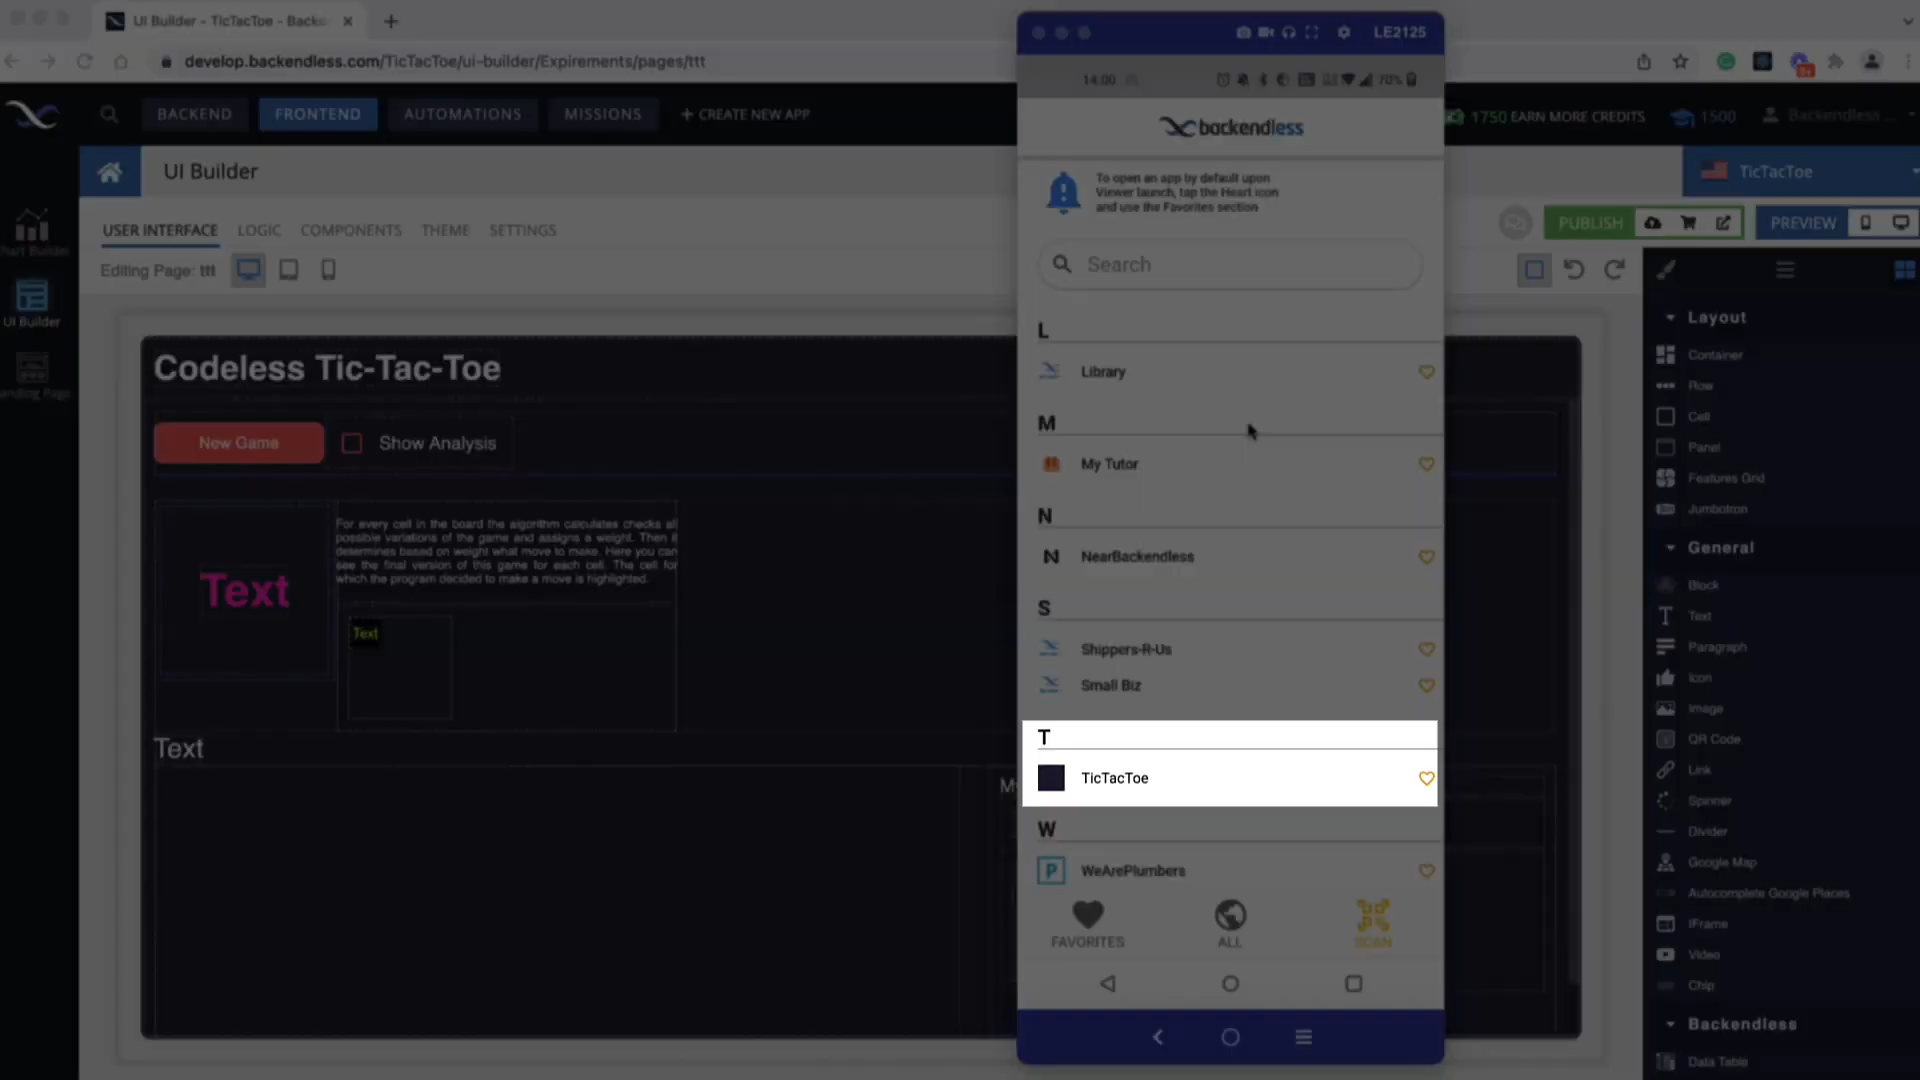 UI Builder - TicTacToe - Backe
develop.backendless.com/TicTacToe/ui-builder/Expirements/pages/ttt
BACKEND
FRONTEND
AUTOMATIONS
MISSIONS
+ CREATE NEW APP
1750 EARN MORE CREDITS
1500
Backendless ...
UI Builder
TicTacToe
USER INTERFACE
LOGIC
COMPONENTS
THEME
SETTINGS
PUBLISH
PREVIEW
Editing Page: ttt
hart Builder
UI Builder
anding Page
Codeless Tic-Tac-Toe
New Game
Show Analysis
Text
For every cell in the board the algorithm calculates checks all
possible variations of the game and assigns a weight. Then it
determines based on weight what move to make. Here you can
see the final version of this game for each cell. The cell for
which the program decided to make a move is highlighted.
Text
Text
M
LE2125
14:00
70%
backendless
To open an app by default upon
Viewer launch, tap the Heart icon
and use the Favorites section
Search
L
Library
M
My Tutor
N
NearBackendless
S
Shippers-R-Us
Small Biz
T
TicTacToe
W
WeArePlumbers
FAVORITES
ALL
SCAN
Layout
Container
Row
Cell
Panel
Features Grid
Jumbotron
General
Block
Text
Paragraph
Icon
Image
QR Code
Link
Spinner
Divider
Google Map
Autocomplete Google Places
IFrame
Video
Chip
Backendless
Data Table